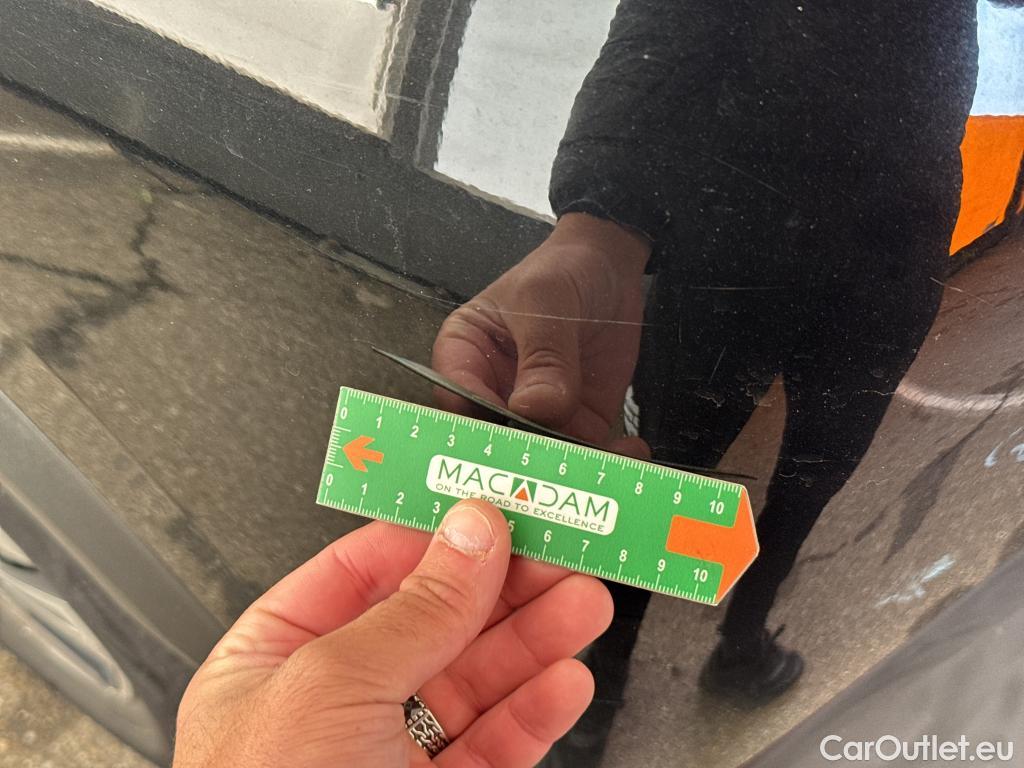 0 1 2 3 4 5 6 7 8 9 10
MACADAM
ON THE ROAD TO EXCELLENCE
0 1 2 3 5 6 7 8 9 10
CarOutlet.eu